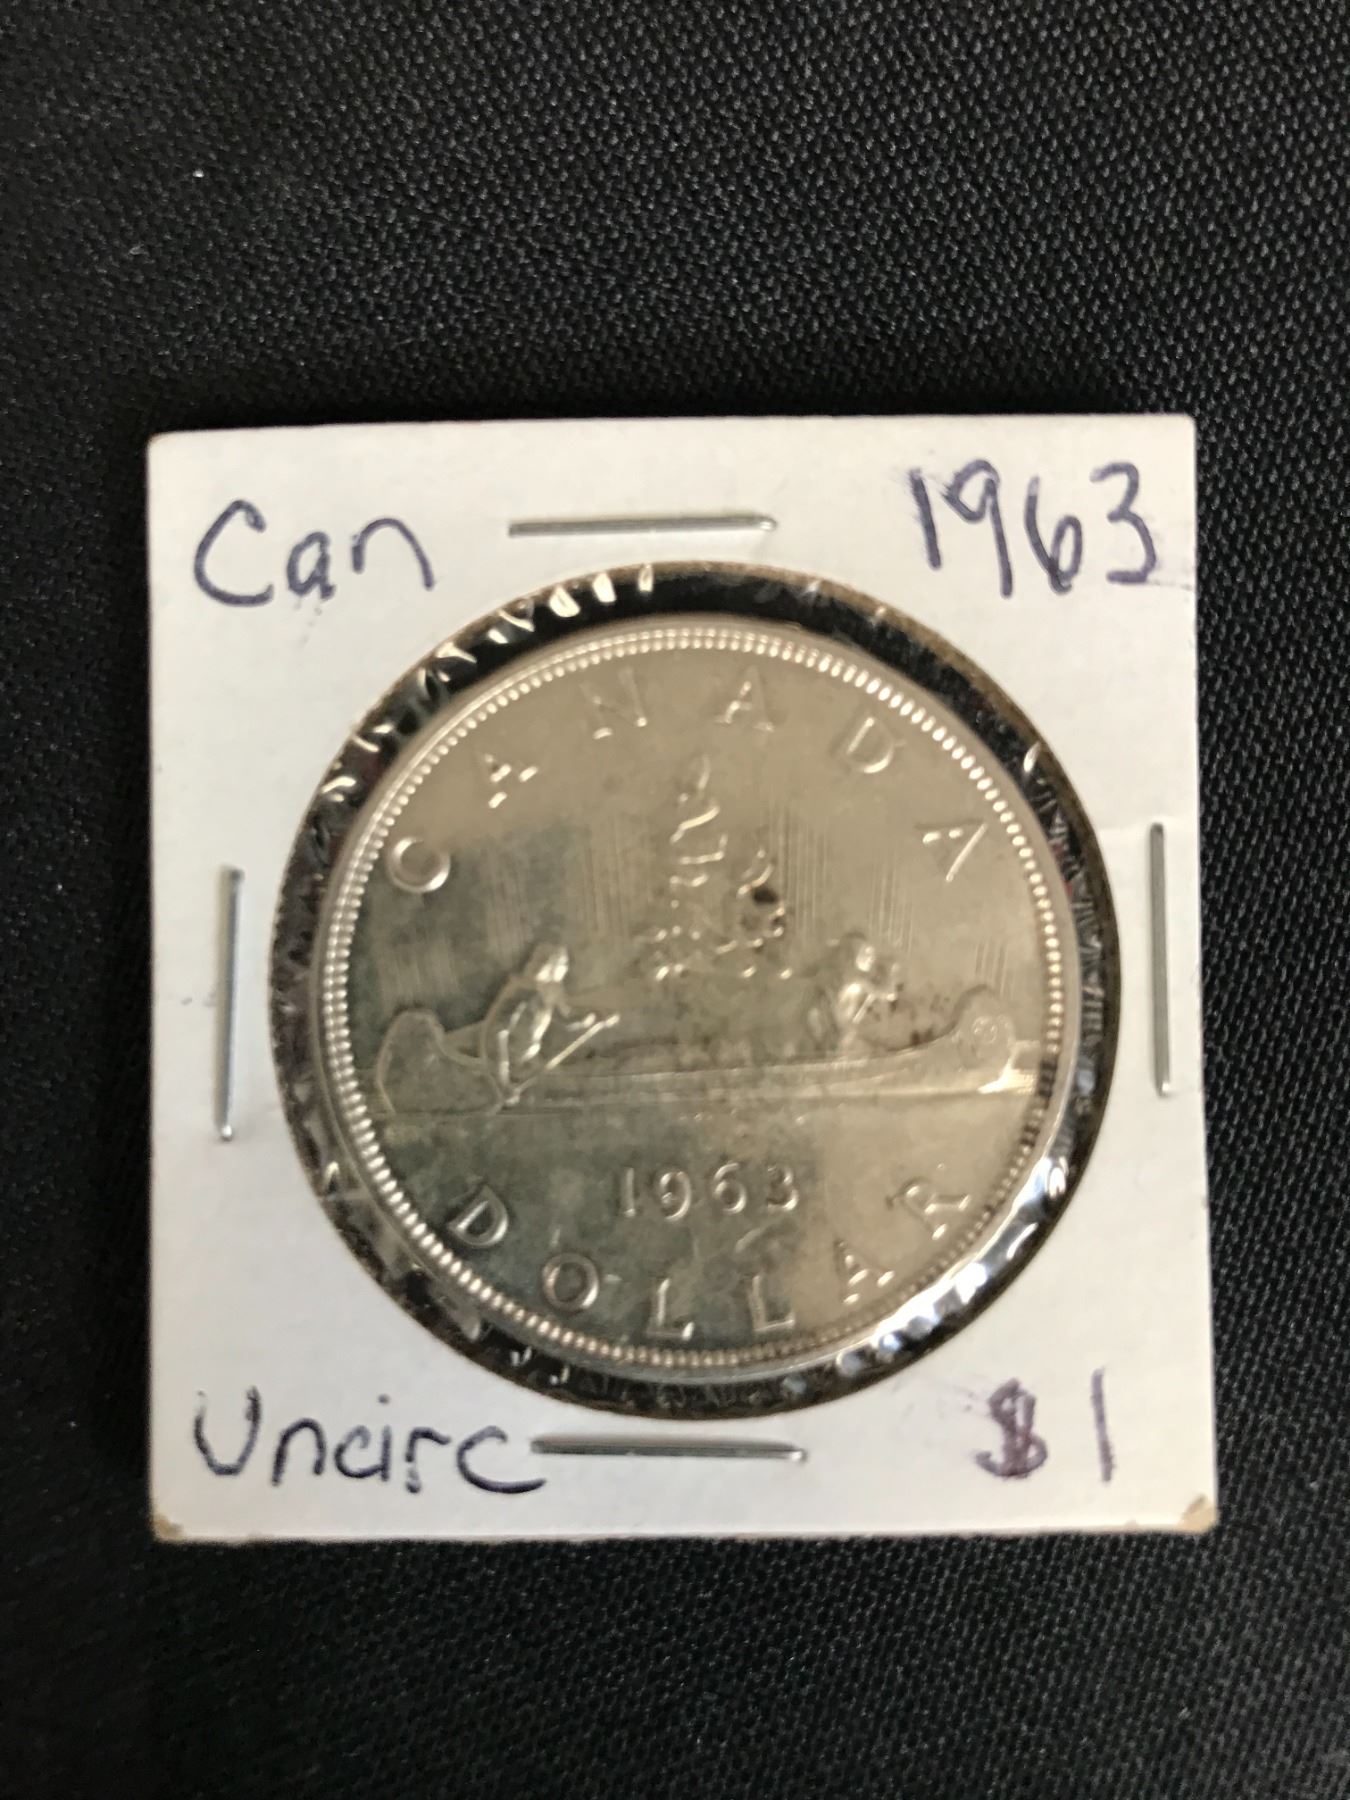 Can 1963
CANADA
1963
DOLLAR
Uncirc $1